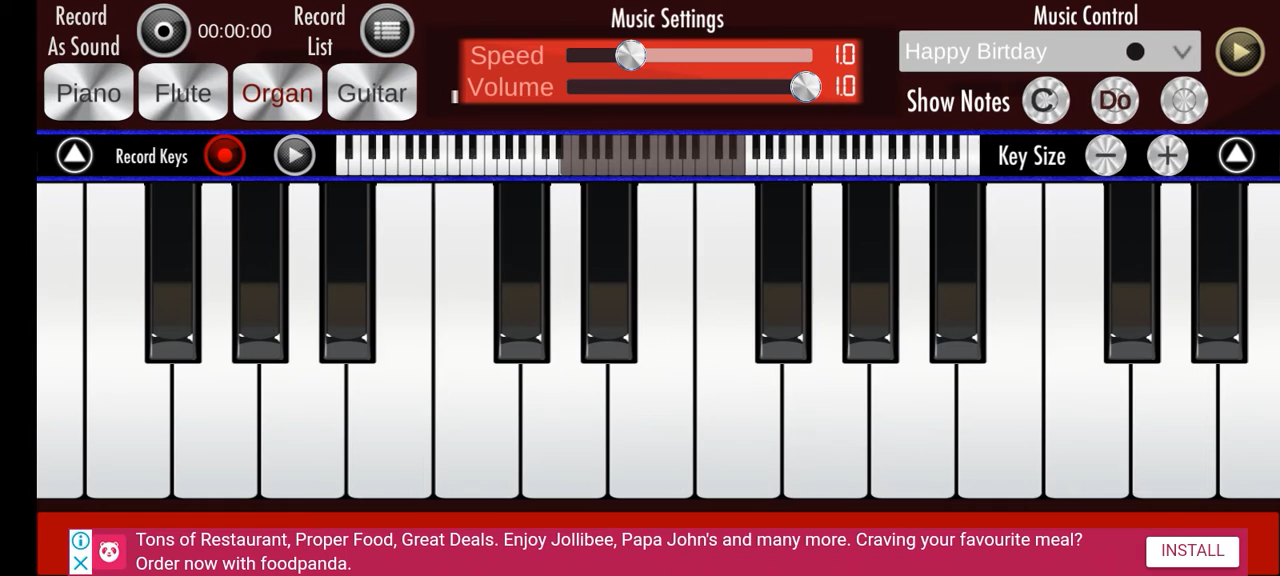 Record
As Sound
00:00:00
Record
List
Music Settings
Speed 1.0
Volume 1.0
Music Control
Happy Birtday
Show Notes C Do
Piano Flute Organ Guitar
Record Keys
Key Size
Tons of Restaurant, Proper Food, Great Deals. Enjoy Jollibee, Papa John's and many more. Craving your favourite meal?
Order now with foodpanda.
INSTALL